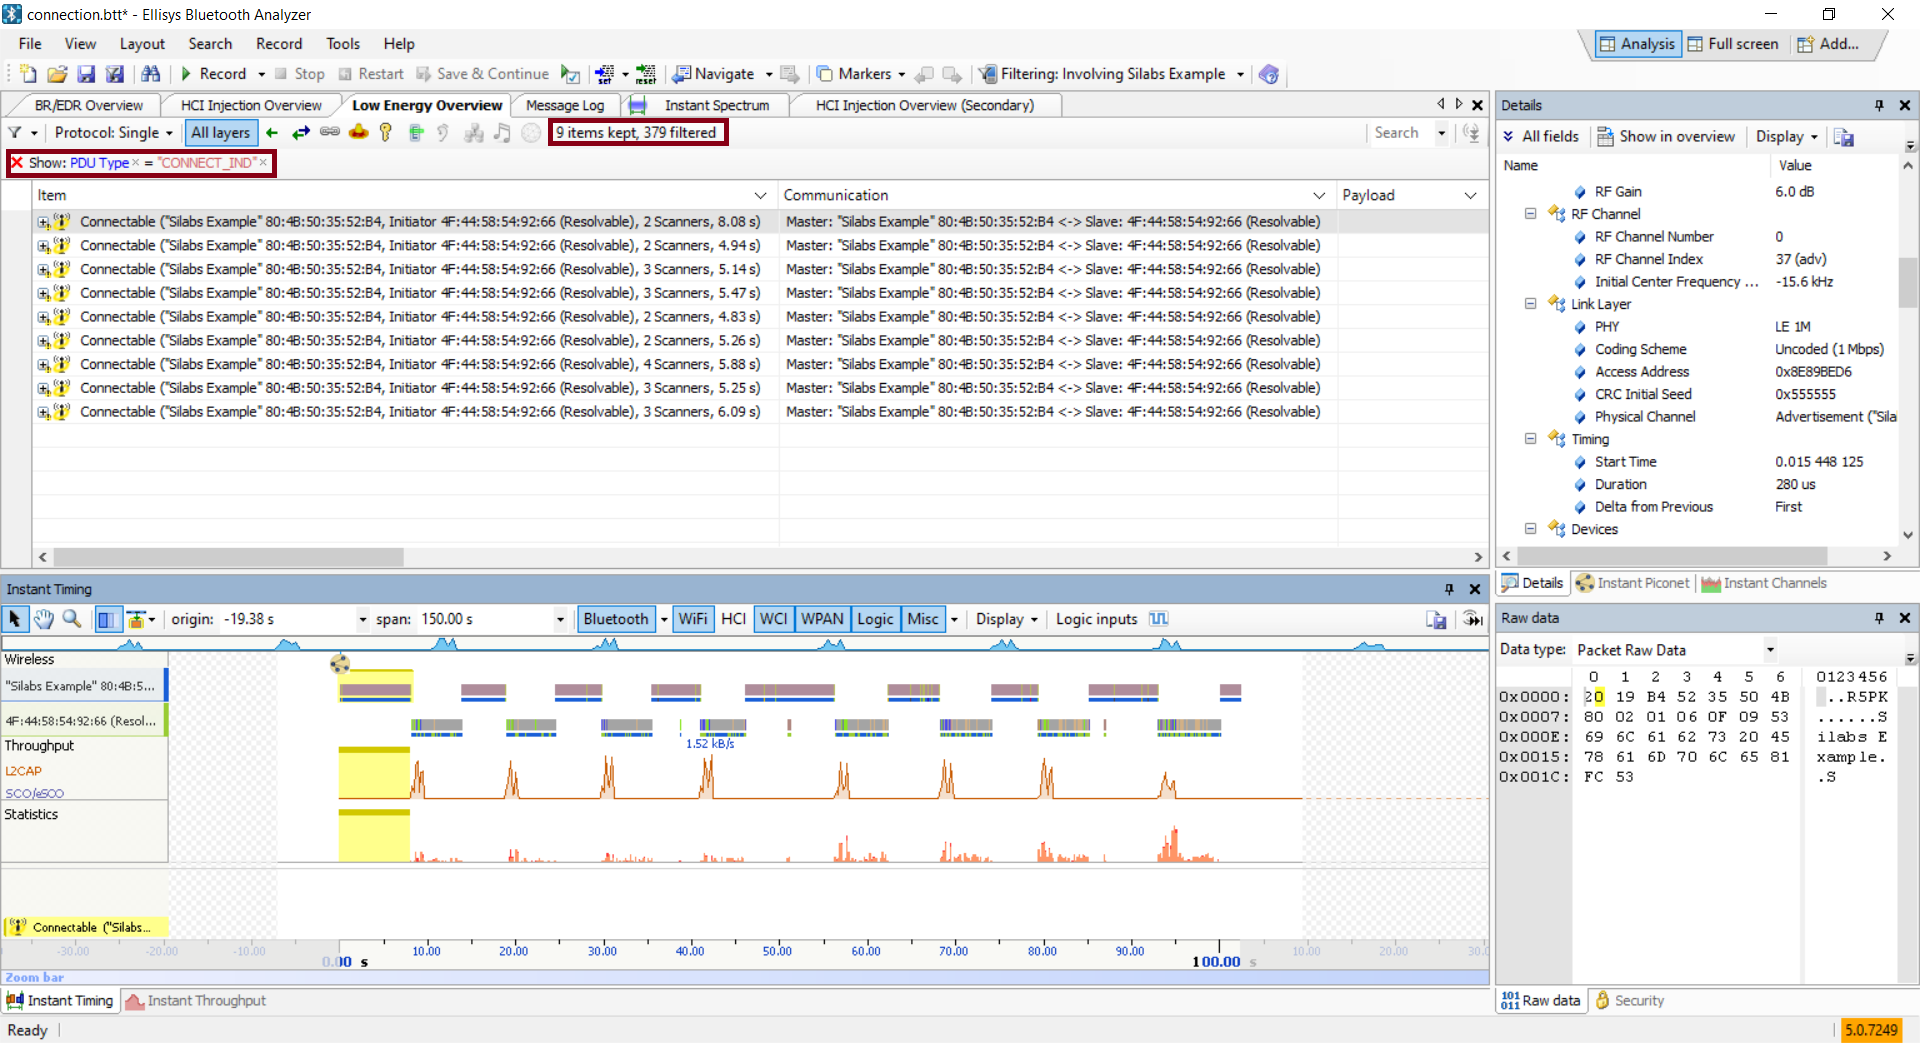 connection.btt* - Ellisys Bluetooth Analyzer
File View Layout Search Record Tools Help
Analysis Full screen Add...
Record Stop Restart Save & Continue set reset Navigate Markers Filtering: Involving Silabs Example
BR/EDR Overview HCI Injection Overview Low Energy Overview Message Log Instant Spectrum HCI Injection Overview (Secondary)
Protocol: Single All layers 9 items kept, 379 filtered Search
Show: PDU Type = "CONNECT_IND"
Item Communication Payload
Connectable ("Silabs Example" 80:4B:50:35:52:B4, Initiator 4F:44:58:54:92:66 (Resolvable), 2 Scanners, 8.08 s) Master: "Silabs Example" 80:4B:50:35:52:B4 <-> Slave: 4F:44:58:54:92:66 (Resolvable)
Connectable ("Silabs Example" 80:4B:50:35:52:B4, Initiator 4F:44:58:54:92:66 (Resolvable), 2 Scanners, 4.94 s) Master: "Silabs Example" 80:4B:50:35:52:B4 <-> Slave: 4F:44:58:54:92:66 (Resolvable)
Connectable ("Silabs Example" 80:4B:50:35:52:B4, Initiator 4F:44:58:54:92:66 (Resolvable), 3 Scanners, 5.14 s) Master: "Silabs Example" 80:4B:50:35:52:B4 <-> Slave: 4F:44:58:54:92:66 (Resolvable)
Connectable ("Silabs Example" 80:4B:50:35:52:B4, Initiator 4F:44:58:54:92:66 (Resolvable), 3 Scanners, 5.47 s) Master: "Silabs Example" 80:4B:50:35:52:B4 <-> Slave: 4F:44:58:54:92:66 (Resolvable)
Connectable ("Silabs Example" 80:4B:50:35:52:B4, Initiator 4F:44:58:54:92:66 (Resolvable), 2 Scanners, 4.83 s) Master: "Silabs Example" 80:4B:50:35:52:B4 <-> Slave: 4F:44:58:54:92:66 (Resolvable)
Connectable ("Silabs Example" 80:4B:50:35:52:B4, Initiator 4F:44:58:54:92:66 (Resolvable), 2 Scanners, 5.26 s) Master: "Silabs Example" 80:4B:50:35:52:B4 <-> Slave: 4F:44:58:54:92:66 (Resolvable)
Connectable ("Silabs Example" 80:4B:50:35:52:B4, Initiator 4F:44:58:54:92:66 (Resolvable), 4 Scanners, 5.88 s) Master: "Silabs Example" 80:4B:50:35:52:B4 <-> Slave: 4F:44:58:54:92:66 (Resolvable)
Connectable ("Silabs Example" 80:4B:50:35:52:B4, Initiator 4F:44:58:54:92:66 (Resolvable), 3 Scanners, 5.25 s) Master: "Silabs Example" 80:4B:50:35:52:B4 <-> Slave: 4F:44:58:54:92:66 (Resolvable)
Connectable ("Silabs Example" 80:4B:50:35:52:B4, Initiator 4F:44:58:54:92:66 (Resolvable), 3 Scanners, 6.09 s) Master: "Silabs Example" 80:4B:50:35:52:B4 <-> Slave: 4F:44:58:54:92:66 (Resolvable)
Details
All fields Show in overview Display
Name Value
RF Gain 6.0 dB
RF Channel
RF Channel Number 0
RF Channel Index 37 (adv)
Initial Center Frequency ... -15.6 kHz
Link Layer
PHY LE 1M
Coding Scheme Uncoded (1 Mbps)
Access Address 0x8E89BED6
CRC Initial Seed 0x555555
Physical Channel Advertisement ("Sila
Timing
Start Time 0.015 448 125
Duration 280 us
Delta from Previous First
Devices
Details Instant Piconet Instant Channels
Instant Timing
origin: -19.38 s span: 150.00 s Bluetooth WiFi HCI WCI WPAN Logic Misc Display Logic inputs
Wireless
"Silabs Example" 80:4B:5...
4F:44:58:54:92:66 (Resol...
Throughput
1.52 kB/s
L2CAP
SCO/eSCO
Statistics
Connectable ("Silabs...
-30.00 -20.00 -10.00 0.00 s 10.00 20.00 30.00 40.00 50.00 60.00 70.00 80.00 90.00 100.00 s 10.00 20.00 30.0
Zoom bar
Instant Timing Instant Throughput
Raw data
Data type: Packet Raw Data
0 1 2 3 4 5 6 0123456
0x0000: 20 19 B4 52 35 50 4B ...R5PK
0x0007: 80 02 01 06 0F 09 53 ......S
0x000E: 69 6C 61 62 73 20 45 ilabs E
0x0015: 78 61 6D 70 6C 65 81 xample.
0x001C: FC 53 .S
101 011 Raw data Security
Ready 5.0.7249